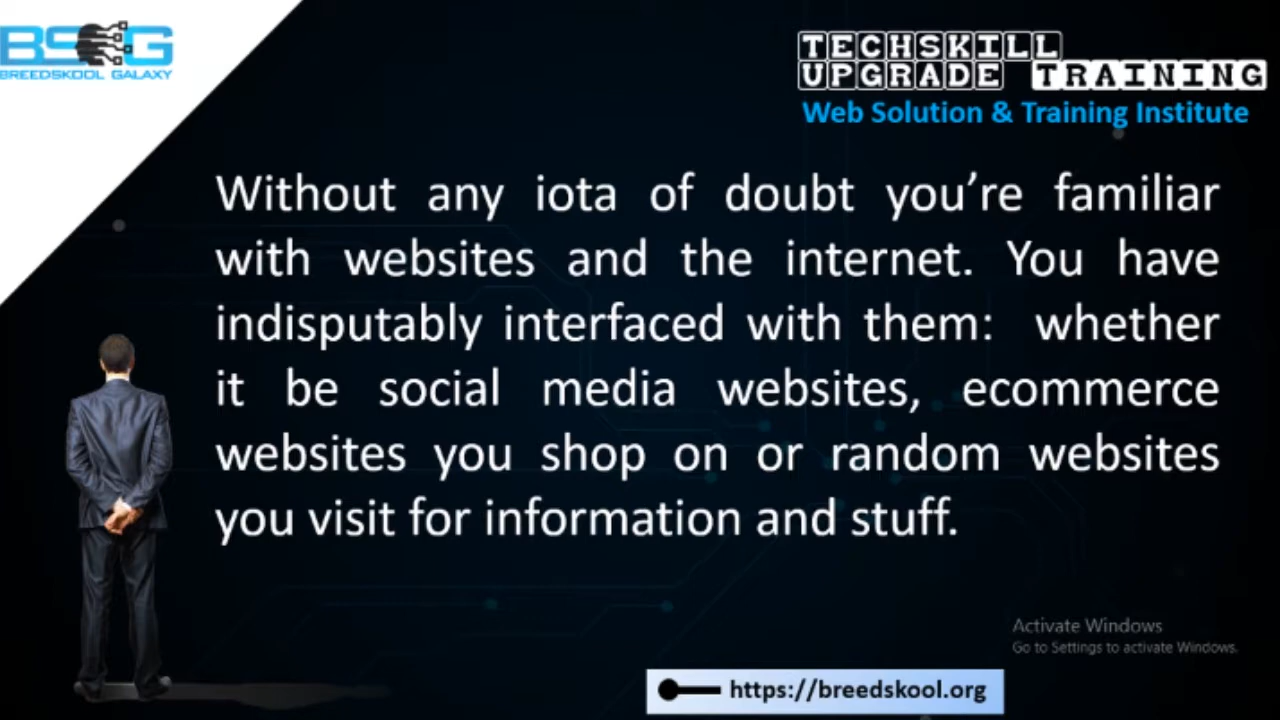 BSG
BREEDSKOOL GALAXY
TECHSKILL
UPGRADE TRAINING
Web Solution & Training Institute
Without any iota of doubt you’re familiar
with websites and the internet. You have
indisputably interfaced with them: whether
it be social media websites, ecommerce
websites you shop on or random websites
you visit for information and stuff.
Activate Windows
Go to Settings to activate Windows.
https://breedskool.org